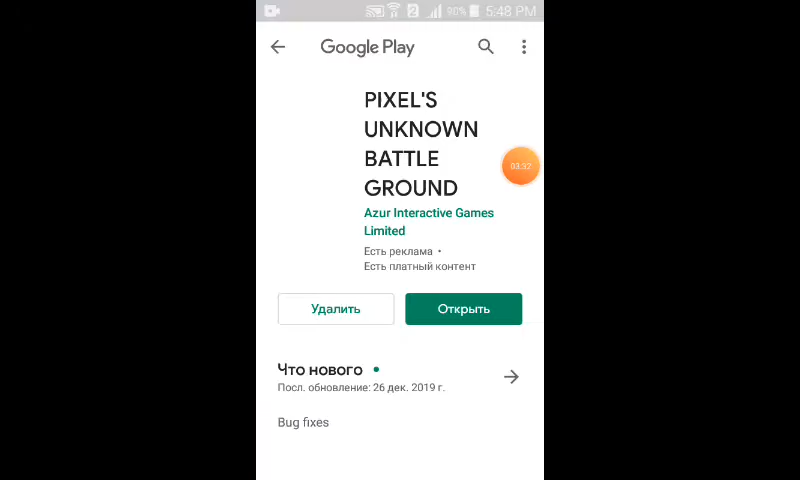 2 90% 5:48 PM
Google Play
PIXEL'S
UNKNOWN
BATTLE
GROUND
03:32
Azur Interactive Games
Limited
Есть реклама •
Есть платный контент
Удалить Открыть
Что нового •
Посл. обновление: 26 дек. 2019 г.
Bug fixes